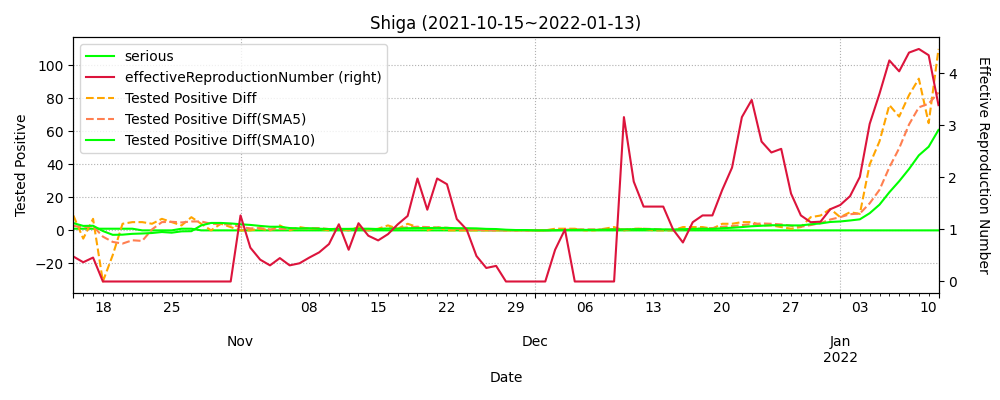 Shiga (2021-10-15~2022-01-13)
serious
effectiveReproductionNumber (right)
Tested Positive Diff
Tested Positive Diff(SMA5)
Tested Positive Diff(SMA10)
Tested Positive
100
80
60
40
20
0
−20
4
3
2
1
0
Effective Reproduction Number
18 25 08 15 22 29 06 13 20 27 03 10
Nov Dec Jan
2022
Date